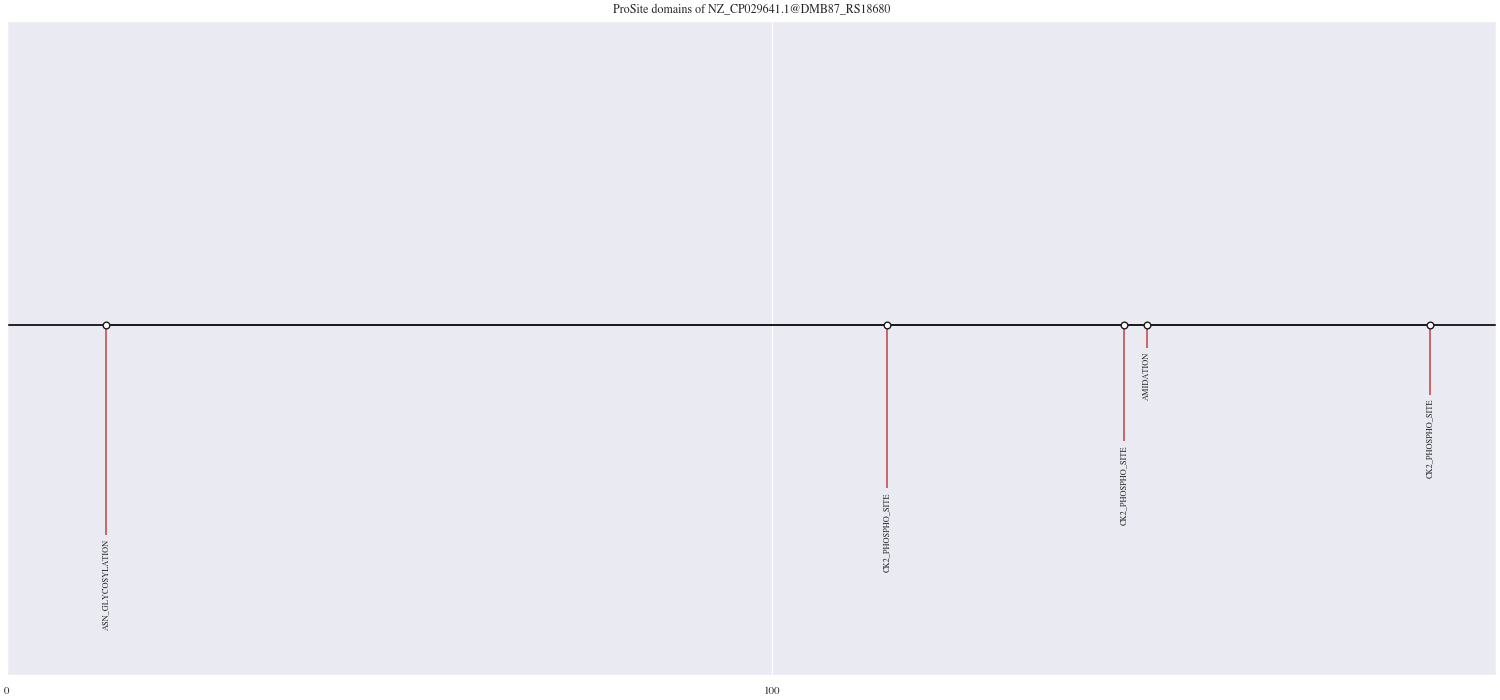 ProSite domains of NZ_CP029641.1@DMB87_RS18680
AMIDATION
CK2_PHOSPHO_SITE
CK2_PHOSPHO_SITE
CK2_PHOSPHO_SITE
ASN_GLYCOSYLATION
0
100